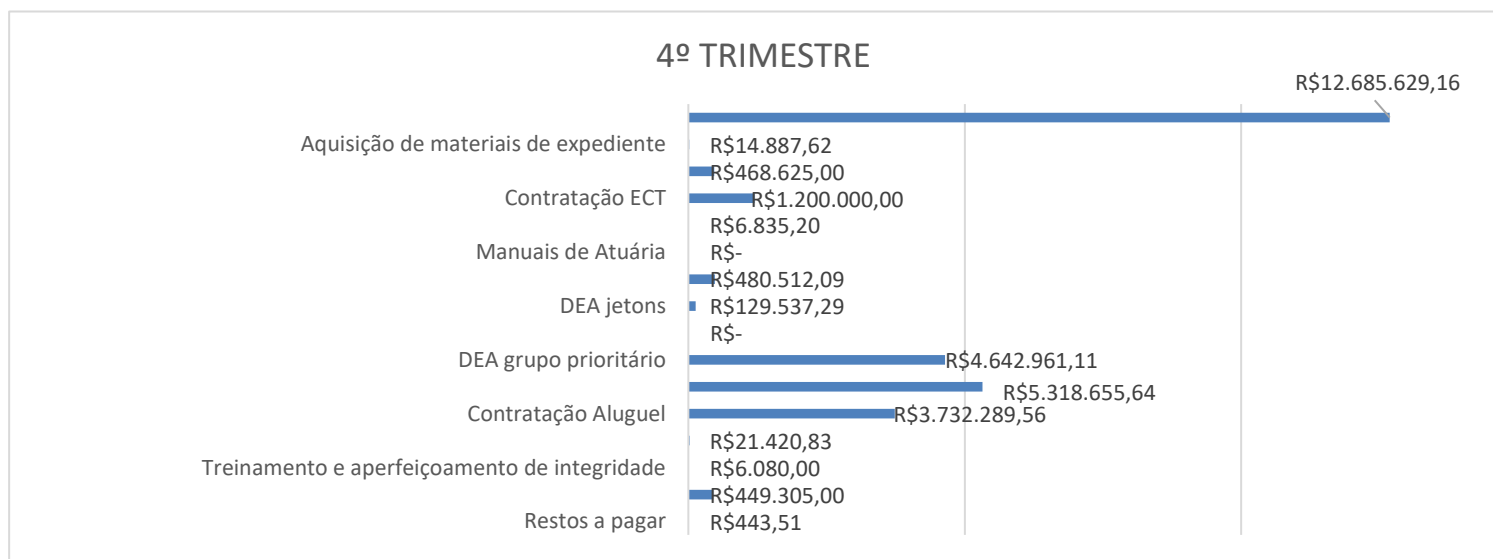 4º TRIMESTRE
R$12.685.629,16
Aquisição de materiais de expediente R$14.887,62
R$468.625,00
Contratação ECT R$1.200.000,00
R$6.835,20
Manuais de Atuária R$-
R$480.512,09
DEA jetons R$129.537,29
R$-
DEA grupo prioritário R$4.642.961,11
R$5.318.655,64
Contratação Aluguel R$3.732.289,56
R$21.420,83
Treinamento e aperfeiçoamento de integridade R$6.080,00
R$449.305,00
Restos a pagar R$443,51